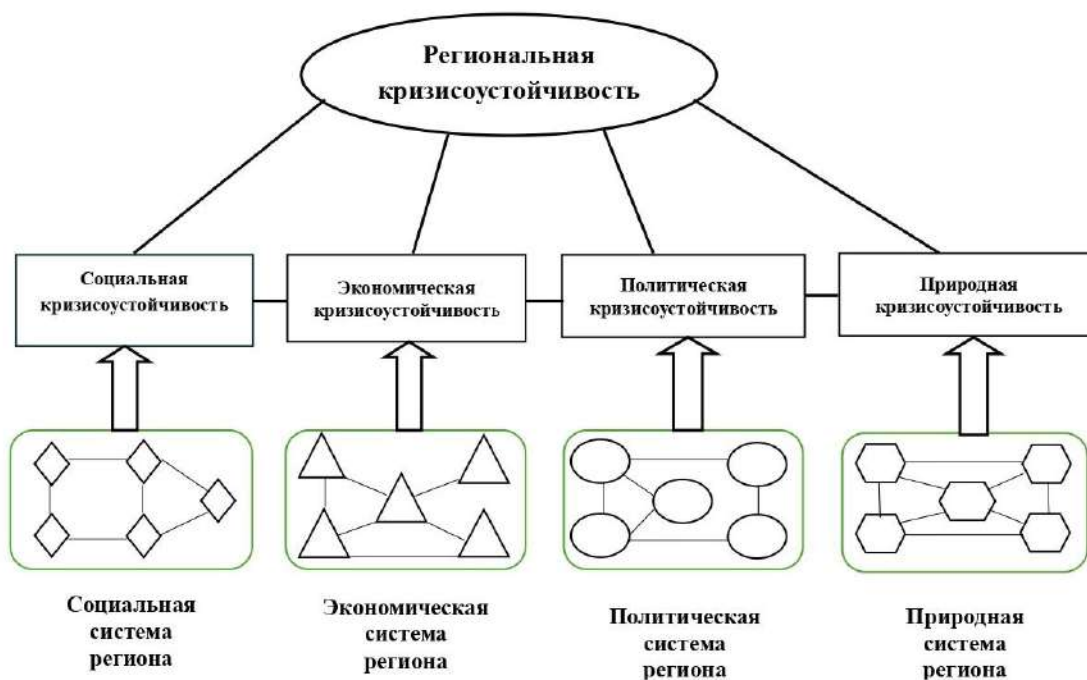 Региональная
кризисоустойчивость
Социальная
кризисоустойчивость
Экономическая
кризисоустойчивость
Политическая
кризисоустойчивость
Природная
кризисоустойчивость
Социальная
система
региона
Экономическая
система
региона
Политическая
система
региона
Природная
система
региона